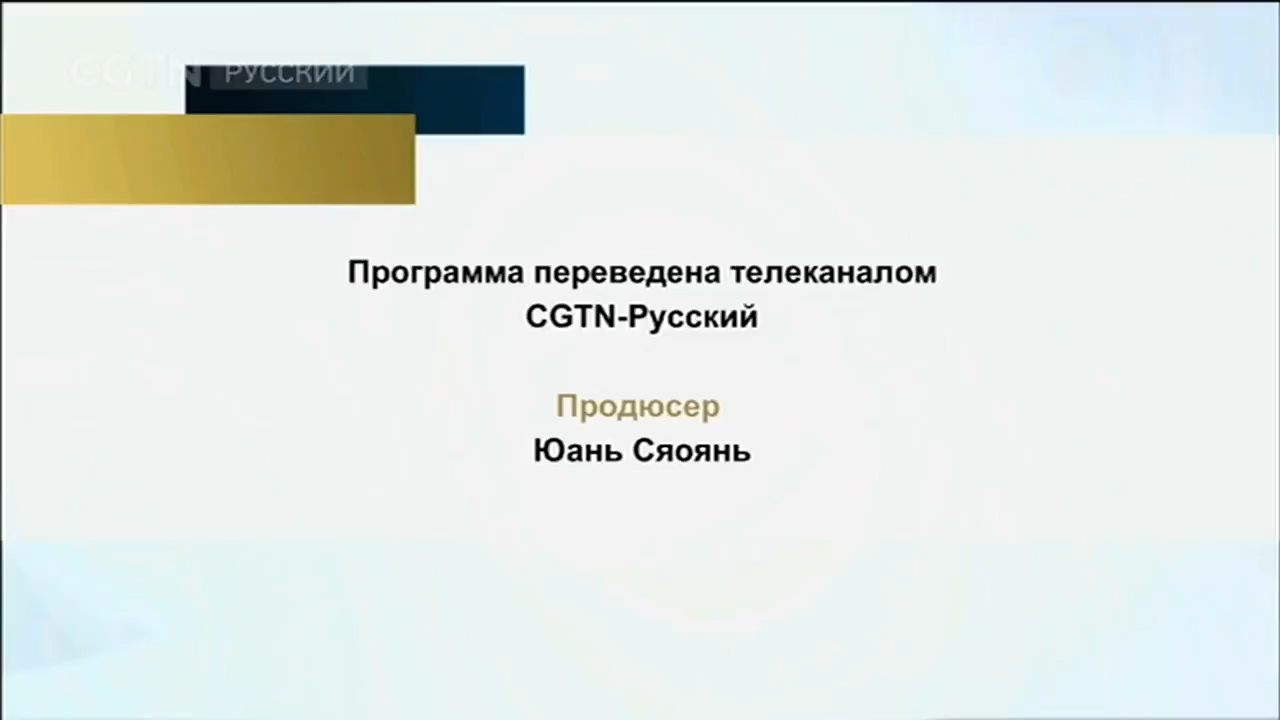 CGTN РУССКИЙ
Программа переведена телеканалом
CGTN-Русский
Продюсер
Юань Сяоянь